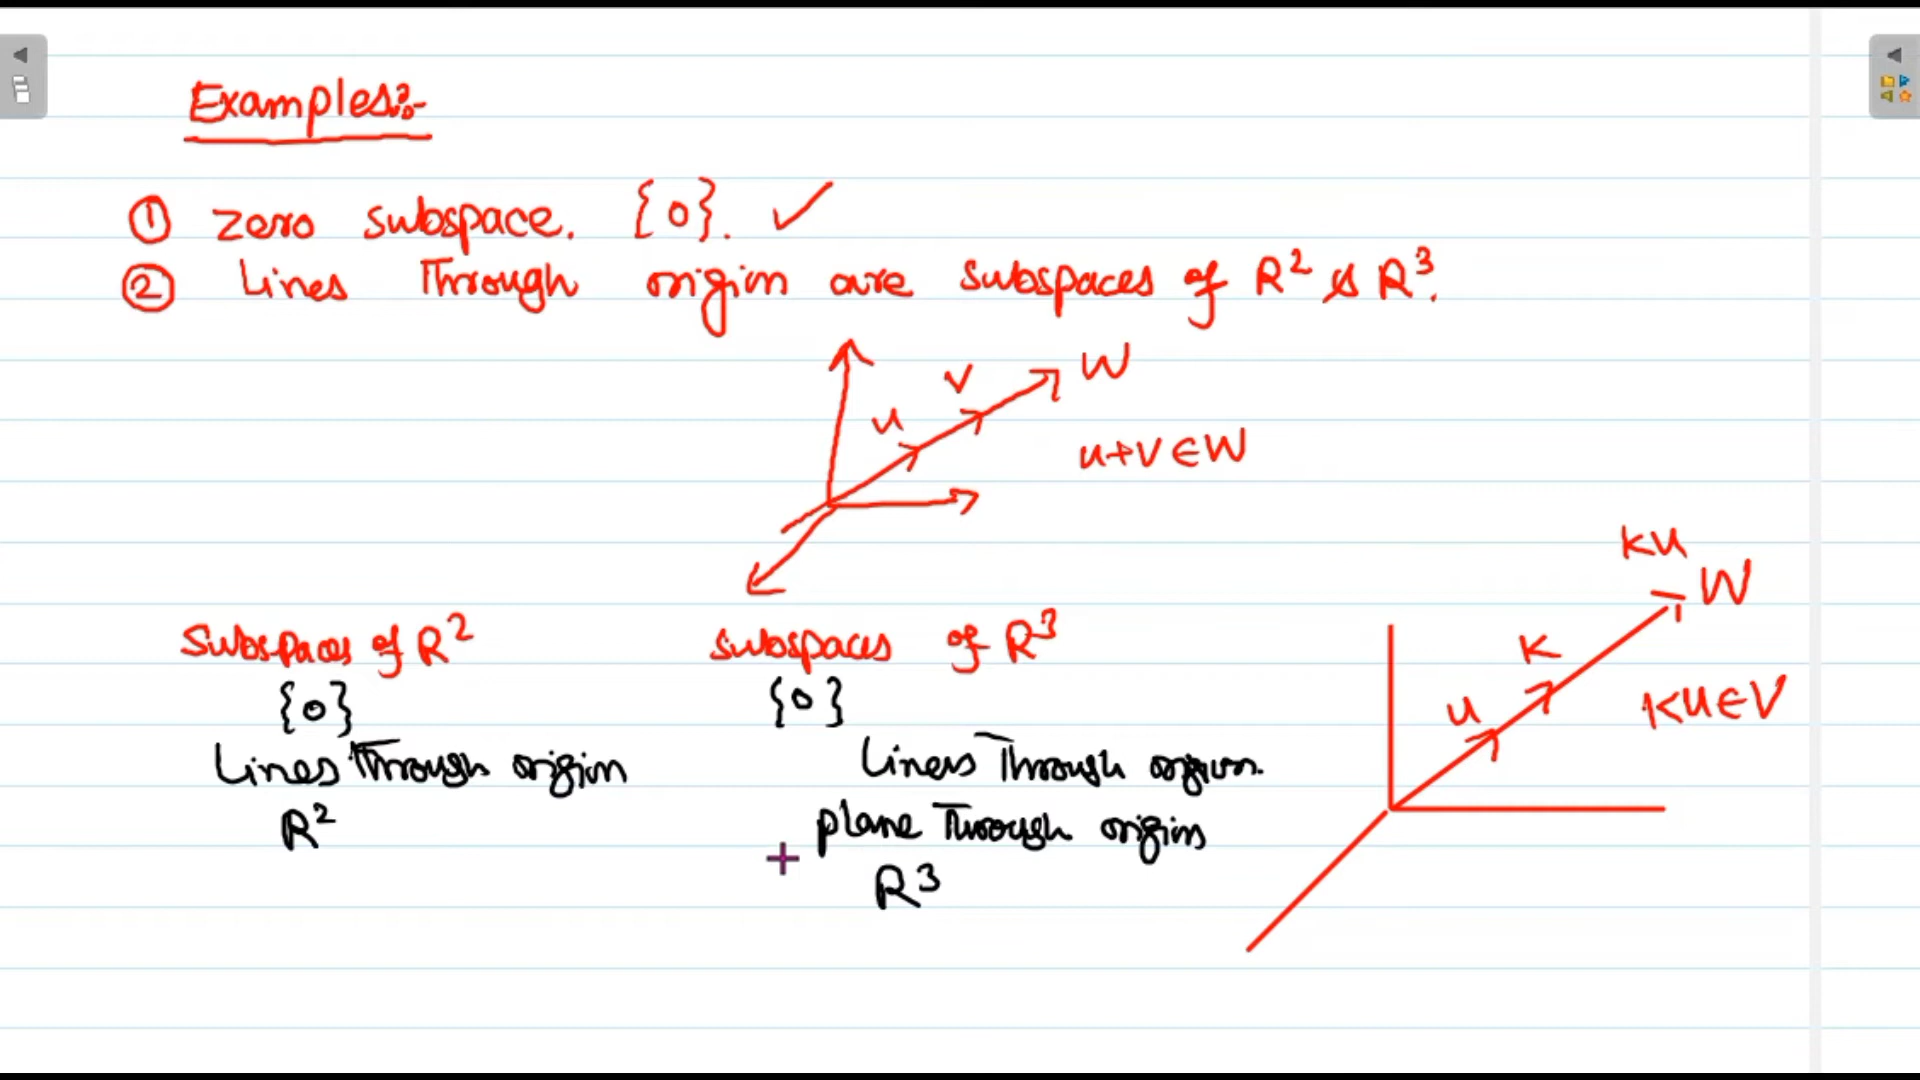 Examples:-
① zero subspace. {0}. ✓
② Lines Through origin are subspaces of R² & R³.
W
V
u
u+V∈W
ku
W
K
u
KU∈V
Subspaces of R²
{0}
Lines Through origin
R²
subspaces of R³
{0}
Lines Through origin.
plane Through origin
R³